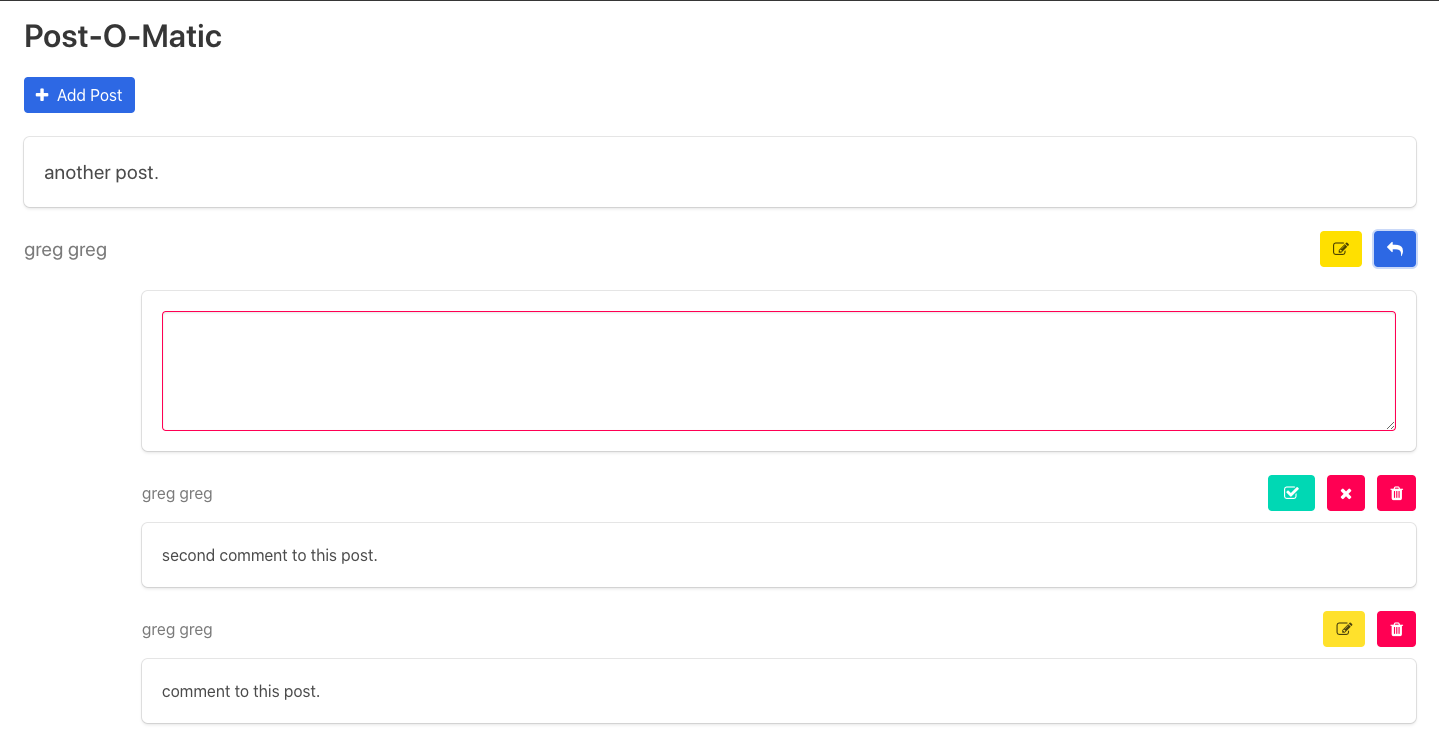 Post-O-Matic
Add Post
another post.
greg greg
greg greg
second comment to this post.
greg greg
comment to this post.